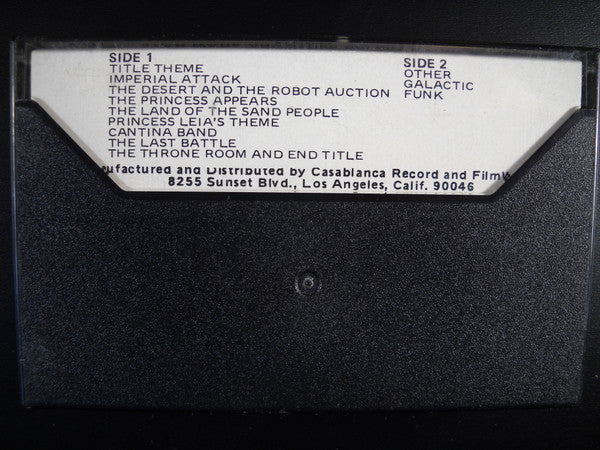 SIDE 1
TITLE THEME
IMPERIAL ATTACK
THE DESERT AND THE ROBOT AUCTION
THE PRINCESS APPEARS
THE LAND OF THE SAND PEOPLE
PRINCESS LEIA'S THEME
CANTINA BAND
THE LAST BATTLE
THE THRONE ROOM AND END TITLE
SIDE 2
OTHER
GALACTIC
FUNK
and Distributed by Casablanca Record and
8255 Sunset Blvd., Los Angeles, Calif. 90046